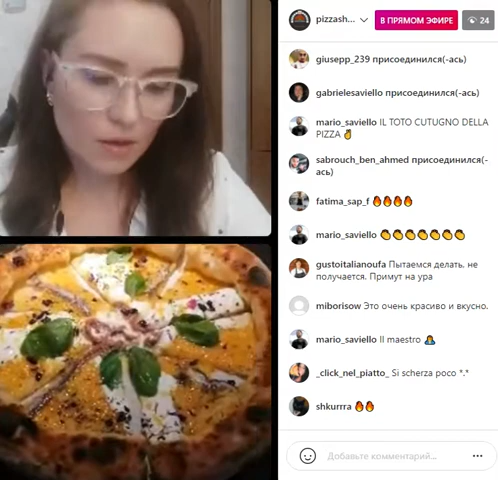 pizzash...
В ПРЯМОМ ЭФИРЕ
24
giusepp_239 присоединился(-ась)
gabrielesaviello присоединился(-ась)
mario_saviello IL TOTO CUTUGNO DELLA
PIZZA ✌
sabrouch_ben_ahmed присоединился(-
ась)
fatima_sap_f 🔥🔥🔥🔥
mario_saviello 👏👏👏👏👏👏👏
gustoitalianoufa Пытаемся делать. не
получается. Примут на ура
miborisow Это очень красиво и вкусно.
mario_saviello Il maestro 🙇‍♂️
_click_nel_piatto_ Si scherza poco *.*
shkurrra 🔥🔥
Добавьте комментарий...